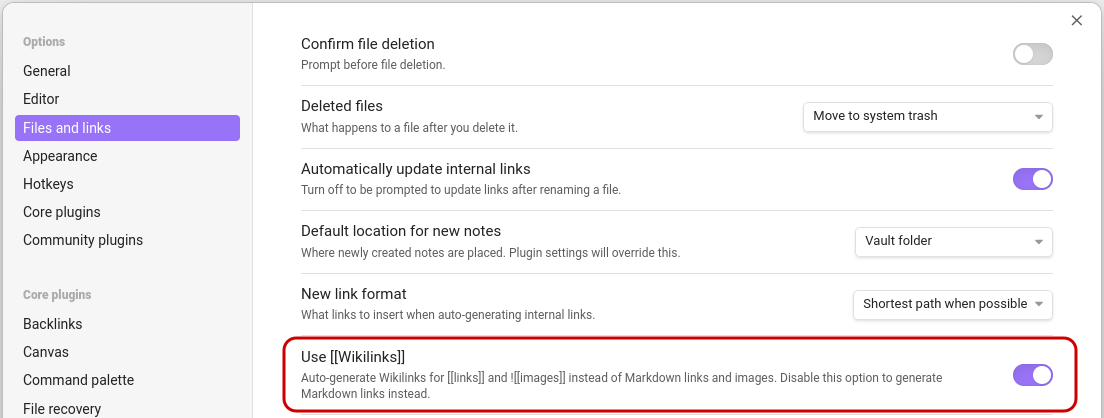 Options
General
Editor
Files and links
Appearance
Hotkeys
Core plugins
Community plugins
Core plugins
Backlinks
Canvas
Command palette
File recovery
Confirm file deletion
Prompt before file deletion.
Deleted files
What happens to a file after you delete it.
Move to system trash
Automatically update internal links
Turn off to be prompted to update links after renaming a file.
Default location for new notes
Where newly created notes are placed. Plugin settings will override this.
Vault folder
New link format
What links to insert when auto-generating internal links.
Shortest path when possible
Use [[Wikilinks]]
Auto-generate Wikilinks for [[links]] and ![[images]] instead of Markdown links and images. Disable this option to generate
Markdown links instead.